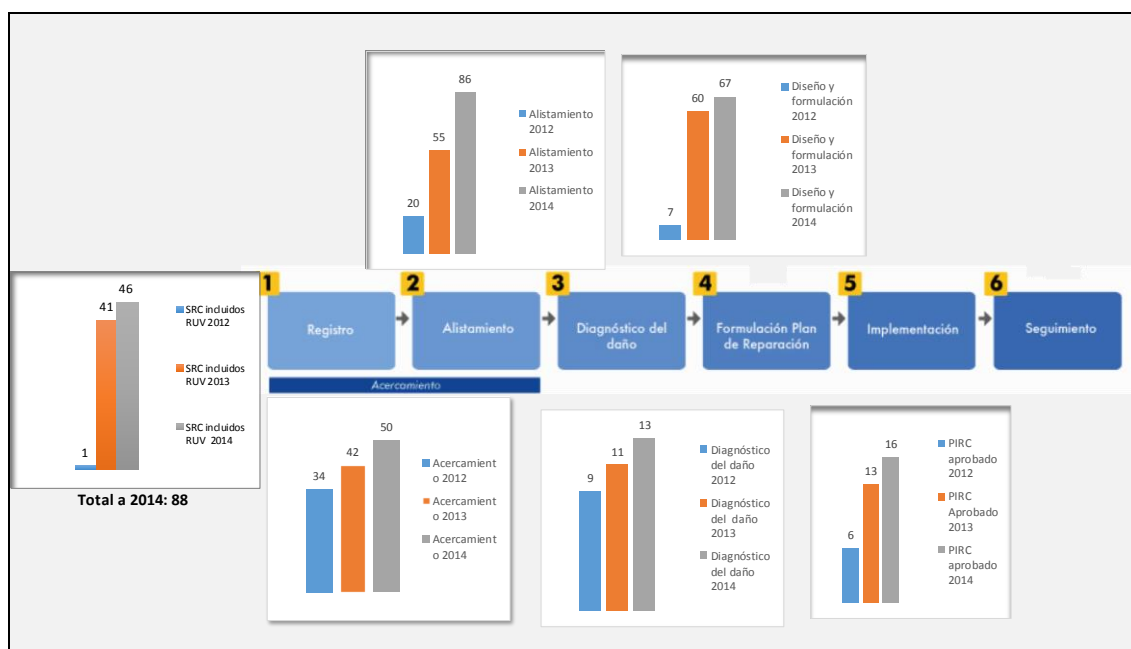 86
55
20
Alistamiento
2012
Alistamiento
2013
Alistamiento
2014
67
60
7
Diseño y
formulación
2012
Diseño y
formulación
2013
Diseño y
formulación
2014
46
41
1
SRC incluidos
RUV 2012
SRC incluidos
RUV 2013
SRC incluidos
RUV 2014
Total a 2014: 88
1
Registro
2
Alistamiento
3
Diagnóstico del
daño
4
Formulación Plan
de Reparación
5
Implementación
6
Seguimiento
Acercamiento
50
42
34
Acercamient
o 2012
Acercamient
o 2013
Acercamient
o 2014
13
11
9
Diagnóstico
del daño
2012
Diagnóstico
del daño
2013
Diagnóstico
del daño
2014
16
13
6
PIRC
aprobado
2012
PIRC
Aprobado
2013
PIRC
aprobado
2014